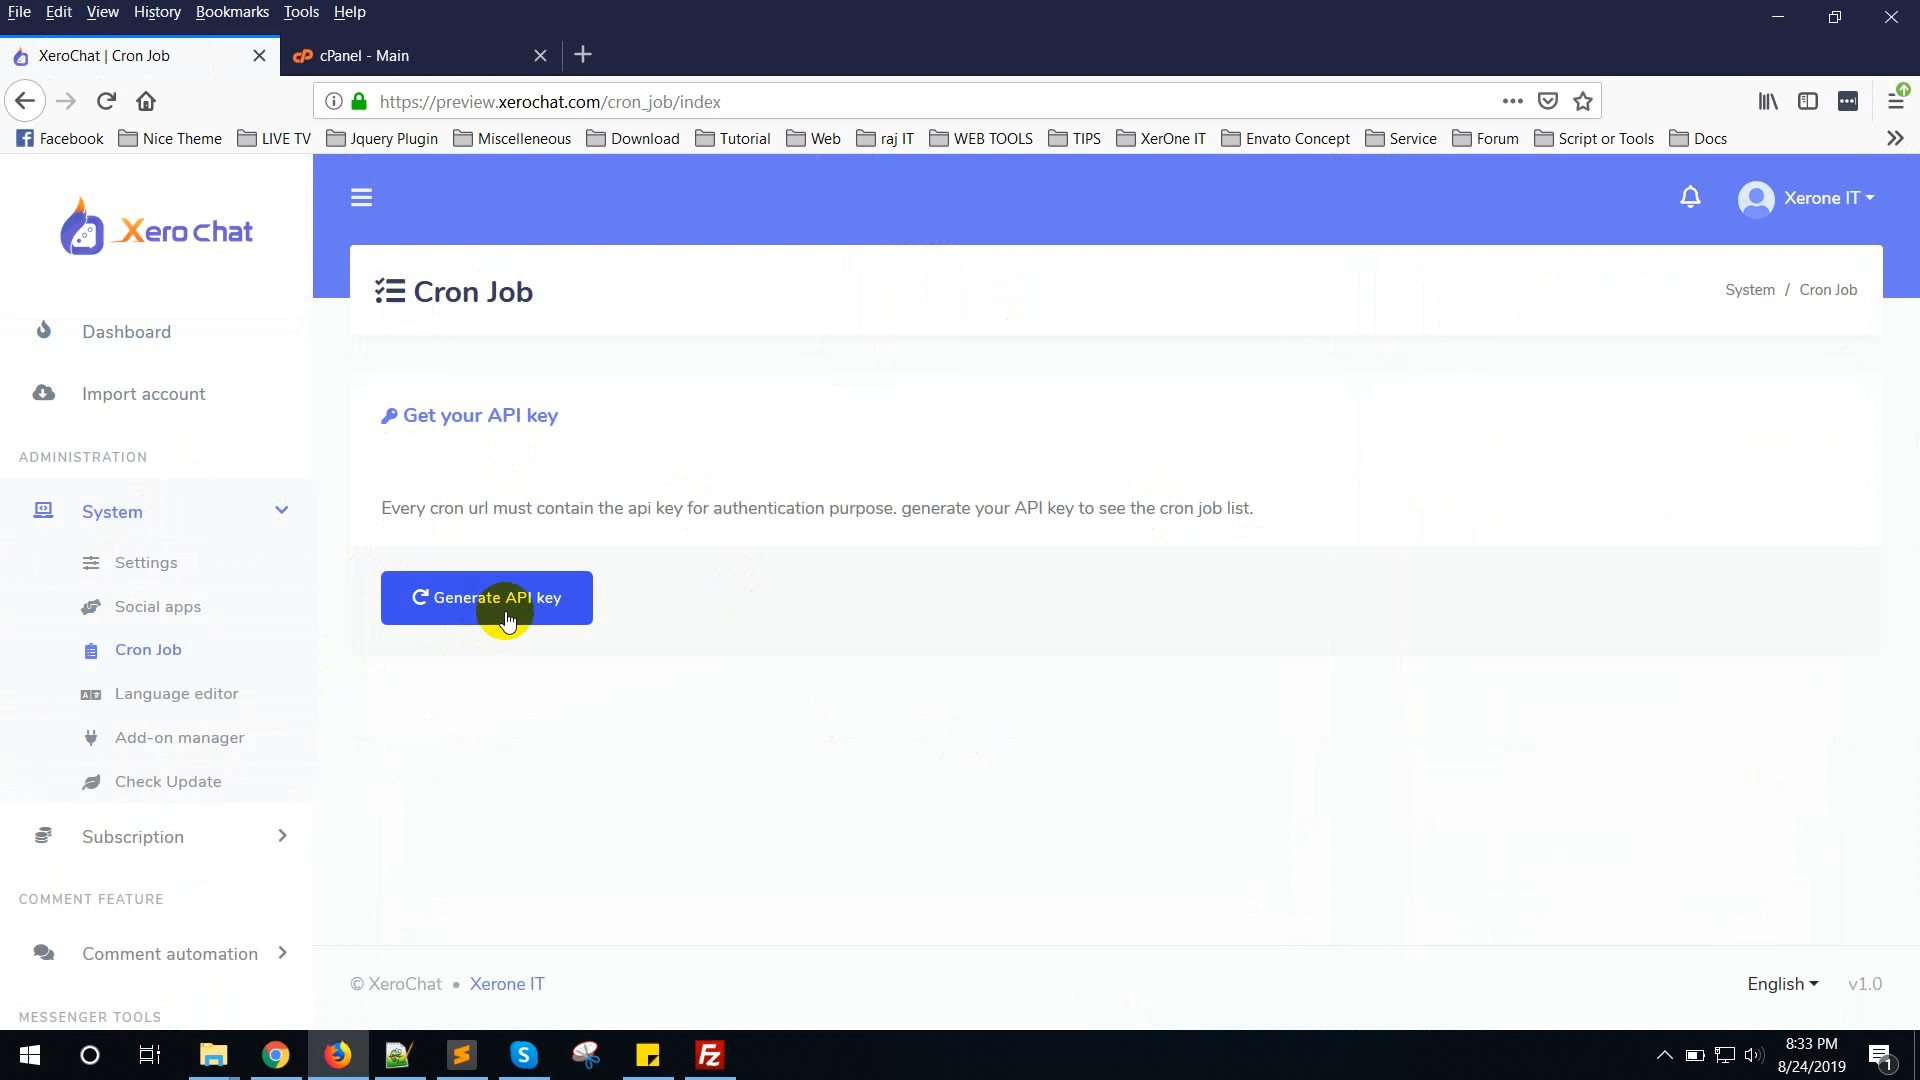 File Edit View History Bookmarks Tools Help
XeroChat | Cron Job
cPanel - Main
https://preview.xerochat.com/cron_job/index
Facebook Nice Theme LIVE TV Jquery Plugin Miscelleneous Download Tutorial Web raj IT WEB TOOLS TIPS XerOne IT Envato Concept Service Forum Script or Tools Docs
Xero chat
Xerone IT
Cron Job
System / Cron Job
Dashboard
Import account
ADMINISTRATION
System
Settings
Social apps
Cron Job
Language editor
Add-on manager
Check Update
Subscription
COMMENT FEATURE
Comment automation
MESSENGER TOOLS
Get your API key
Every cron url must contain the api key for authentication purpose. generate your API key to see the cron job list.
Generate API key
© XeroChat • Xerone IT
English v1.0
8:33 PM
8/24/2019
1